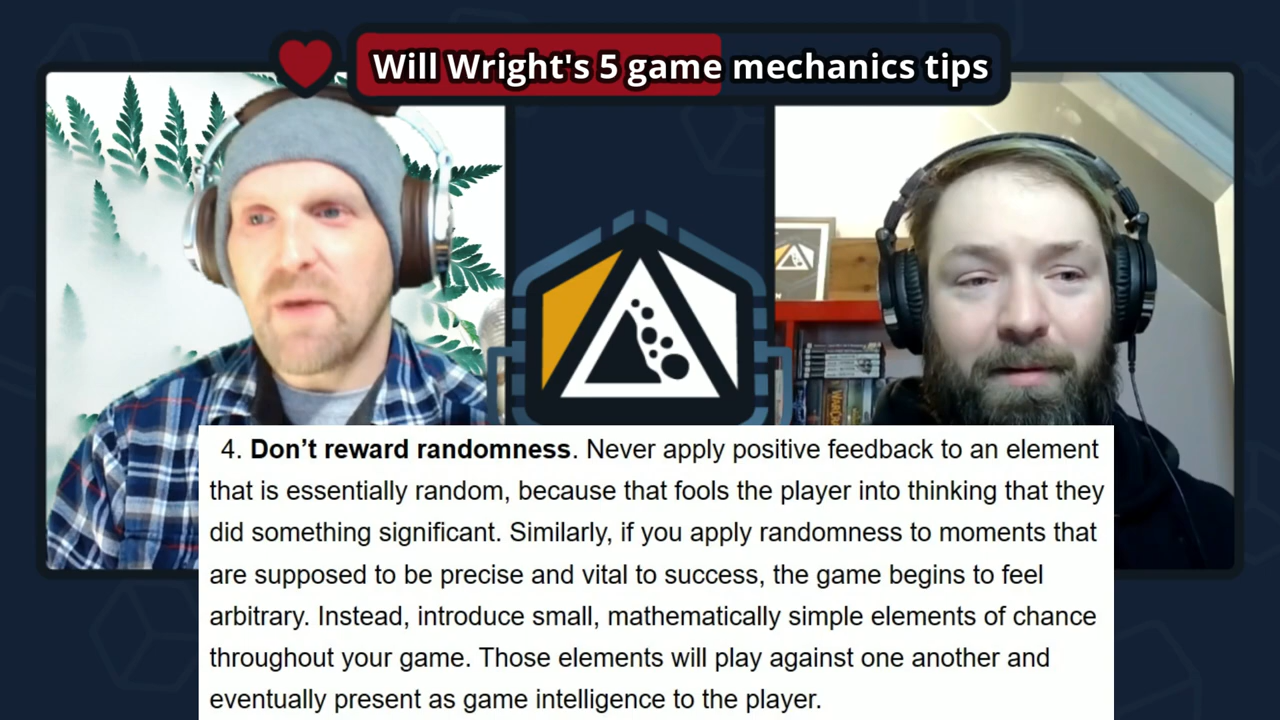 Will Wright's 5 game mechanics tips
WARCR
4. Don’t reward randomness. Never apply positive feedback to an element
that is essentially random, because that fools the player into thinking that they
did something significant. Similarly, if you apply randomness to moments that
are supposed to be precise and vital to success, the game begins to feel
arbitrary. Instead, introduce small, mathematically simple elements of chance
throughout your game. Those elements will play against one another and
eventually present as game intelligence to the player.